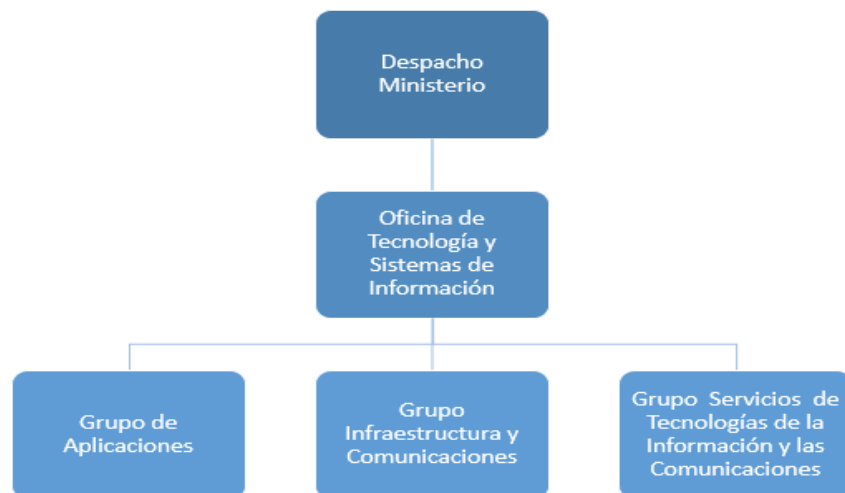 Despacho
Ministerio
Oficina de
Tecnología y
Sistemas de
Información
Grupo de
Aplicaciones
Grupo
Infraestructura y
Comunicaciones
Grupo Servicios de
Tecnologías de la
Información y las
Comunicaciones